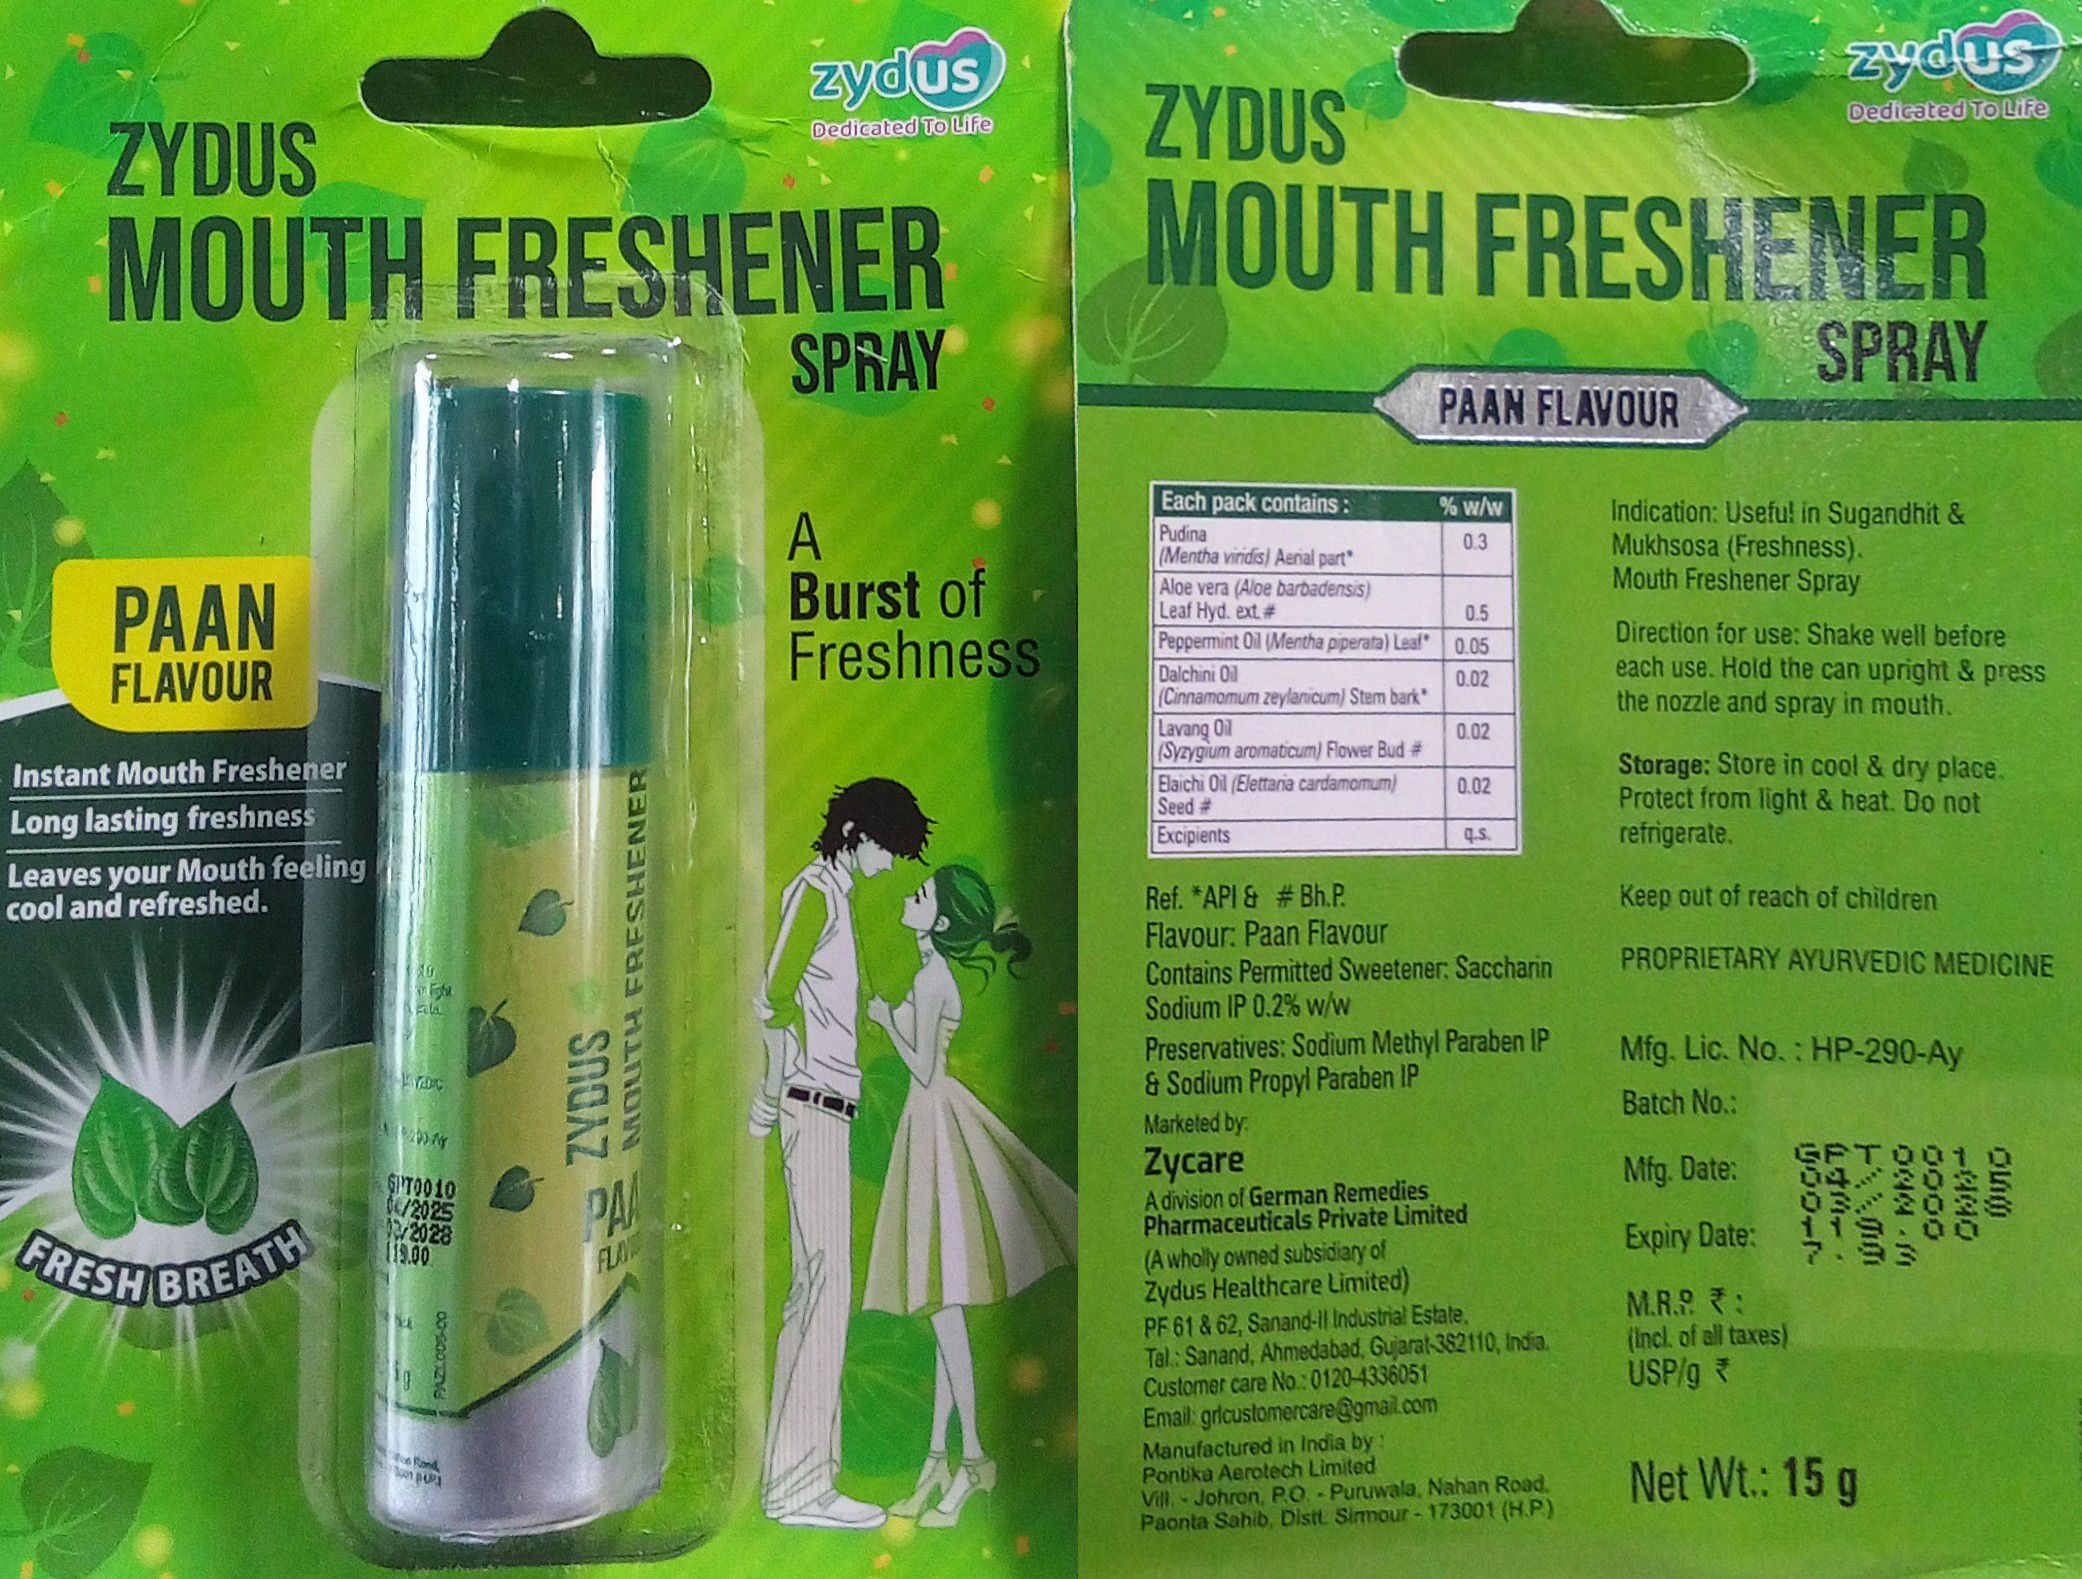 zydus
Dedicated To Life
ZYDUS
MOUTH FRESHENER
SPRAY
PAAN
FLAVOUR
A
Burst of
Freshness
Instant Mouth Freshener
Long lasting freshness
Leaves your Mouth feeling
cool and refreshed.
FRESH BREATH
ZYDUS
MOUTH FRESHENER
GPT0010
04/2025
03/2028
119.00
zydus
Dedicated To Life
ZYDUS
MOUTH FRESHENER
SPRAY
PAAN FLAVOUR
Each pack contains : % w/w
Pudina
(Mentha viridis) Aerial part* 0.3
Aloe vera (Aloe barbadensis)
Leaf Hyd. ext. # 0.5
Peppermint Oil (Mentha piperata) Leaf* 0.05
Dalchini Oil 0.02
(Cinnamomum zeylanicum) Stem bark*
Lavang Oil 0.02
(Syzygium aromaticum) Flower Bud #
Elaichi Oil (Elettaria cardamomum) 0.02
Seed #
Excipients q.s.
Ref. *API & # Bh.P.
Flavour: Paan Flavour
Contains Permitted Sweetener: Saccharin
Sodium IP 0.2% w/w
Preservatives: Sodium Methyl Paraben IP
& Sodium Propyl Paraben IP
Marketed by:
Zycare
A division of German Remedies
Pharmaceuticals Private Limited
(A wholly owned subsidiary of
Zydus Healthcare Limited)
PF 61 & 62, Sanand-II Industrial Estate,
Tal.: Sanand, Ahmedabad, Gujarat-382110, India.
Customer care No.: 0120-4336051
Email: grlcustomercare@gmail.com
Manufactured in India by :
Pontika Aerotech Limited
Vill. - Johron, P.O. - Puruwala, Nahan Road,
Paonta Sahib, Distt. Sirmour - 173001 (H.P.)
Indication: Useful in Sugandhit &
Mukhsosa (Freshness).
Mouth Freshener Spray
Direction for use: Shake well before
each use. Hold the can upright & press
the nozzle and spray in mouth.
Storage: Store in cool & dry place.
Protect from light & heat. Do not
refrigerate.
Keep out of reach of children
PROPRIETARY AYURVEDIC MEDICINE
Mfg. Lic. No. : HP-290-Ay
Batch No.:
GPT0010
Mfg. Date:
04/2025
03/2028
Expiry Date:
119.00
7.93
M.R.P. ₹ :
(Incl. of all taxes)
USP/g ₹
Net Wt.: 15 g